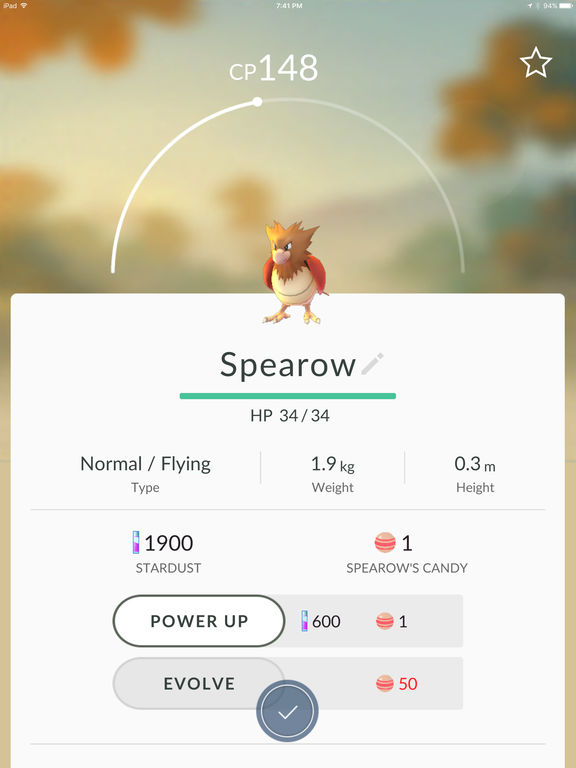 iPad 7:41 PM 94%
CP148
Spearow
HP 34/34
Normal / Flying 1.9 kg 0.3 m
Type Weight Height
1900 1
STARDUST SPEAROW'S CANDY
POWER UP 600 1
EVOLVE 50